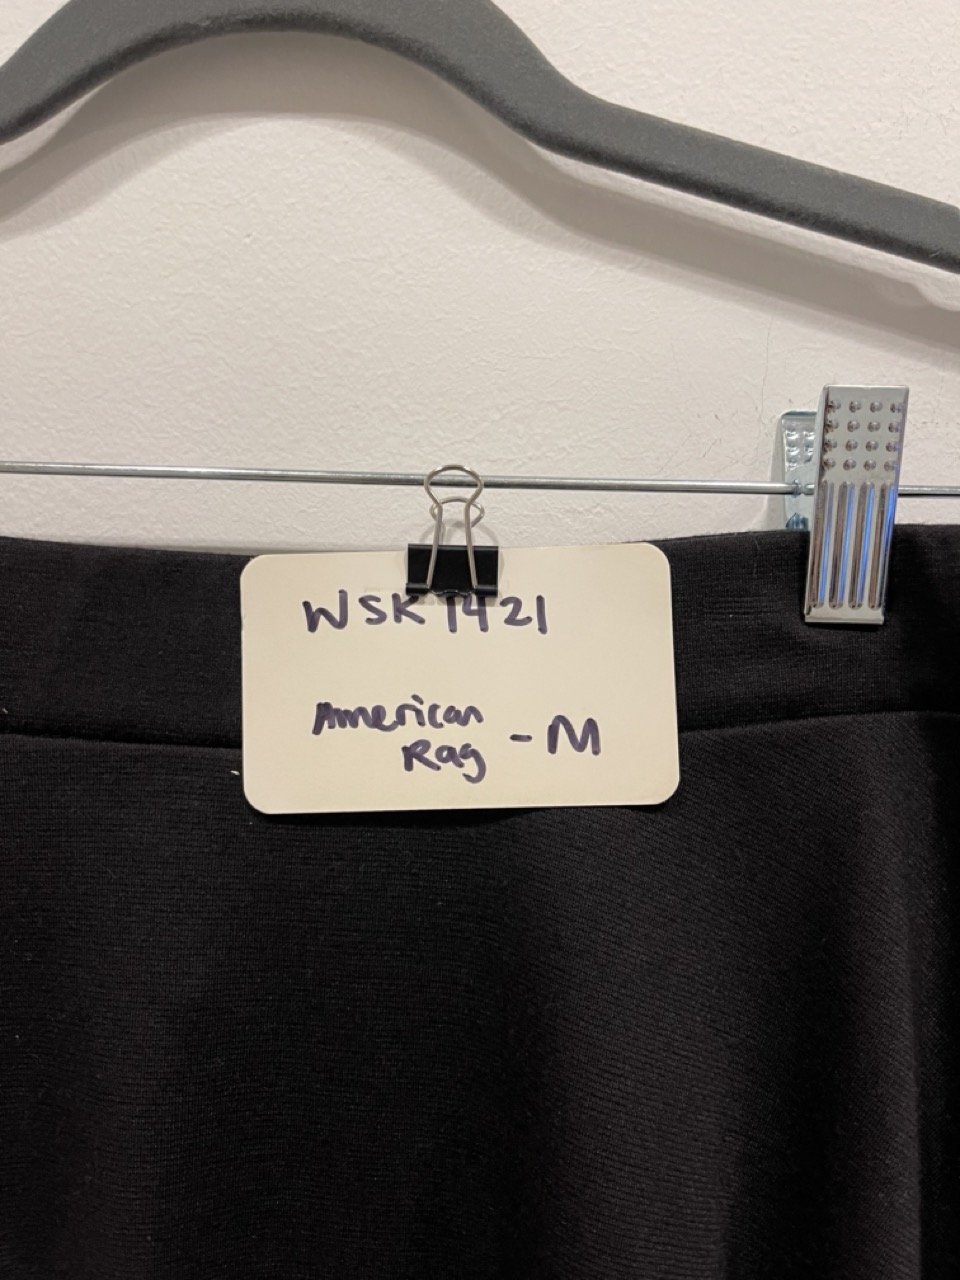 WSK 1421
American
Rag - M